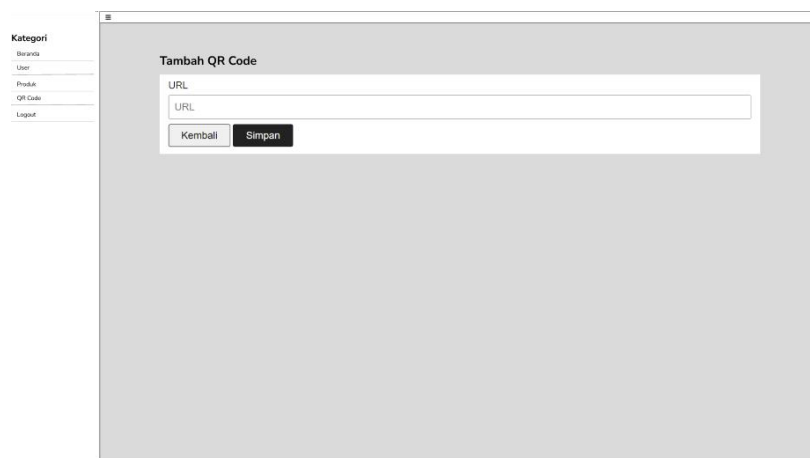 Kategori
Beranda
User
Produk
QR Code
Logout
Tambah QR Code
URL
URL
Kembali Simpan